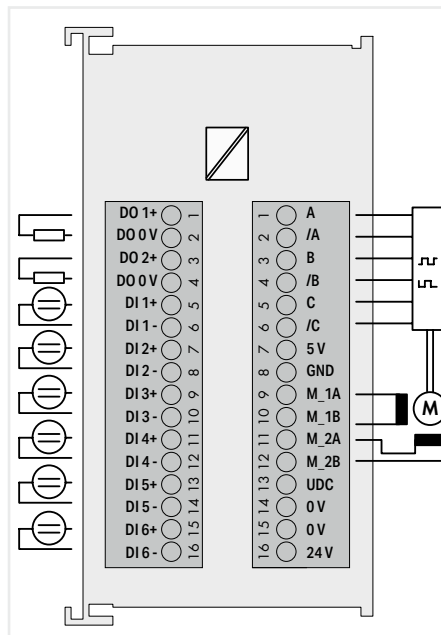 DO 1+ 1
DO 0 V 2
DO 2+ 3
DO 0 V 4
DI 1+ 5
DI 1 - 6
DI 2+ 7
DI 2 - 8
DI 3+ 9
DI 3 - 10
DI 4+ 11
DI 4 - 12
DI 5+ 13
DI 5 - 14
DI 6+ 15
DI 6 - 16
1 A
2 /A
3 B
4 /B
5 C
6 /C
7 5 V
8 GND
9 M_1A
10 M_1B
11 M_2A
12 M_2B
13 UDC
14 0 V
15 0 V
16 24 V
M